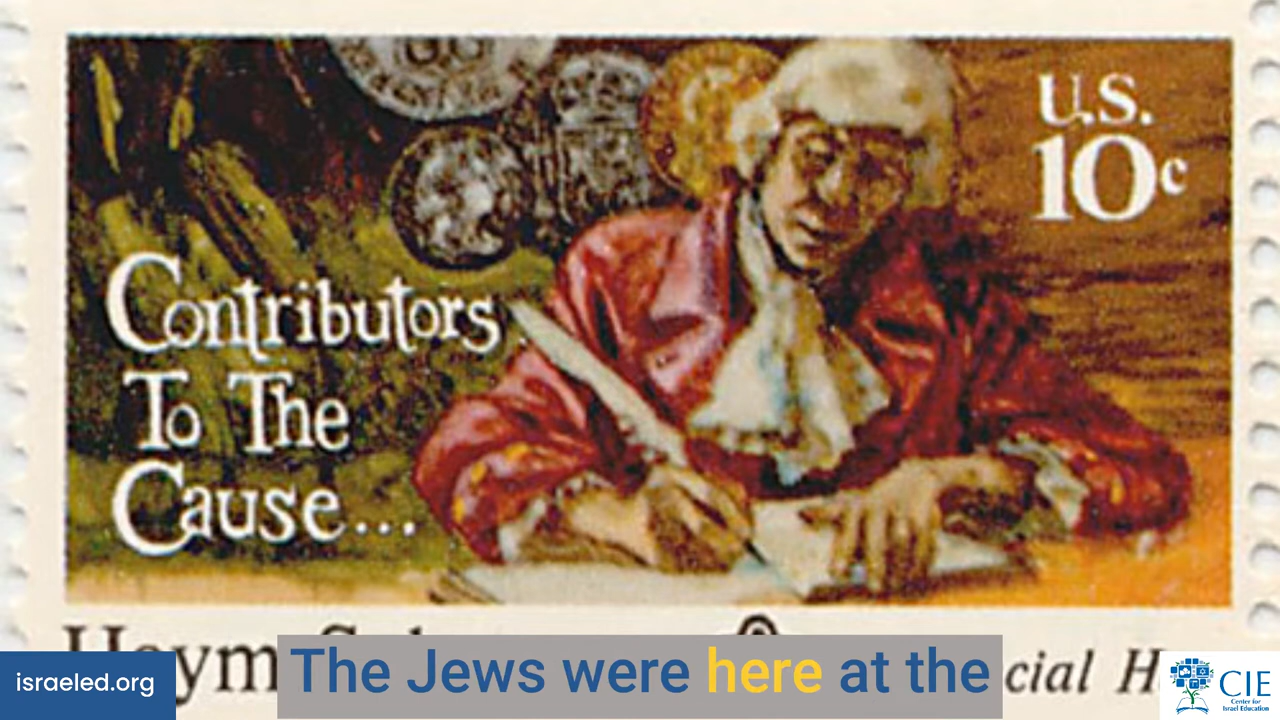 U.S.
10c
Contributors
To The
Cause...
The Jews were here at the
cial H
israeled.org
CIE
Center for
Israel Education